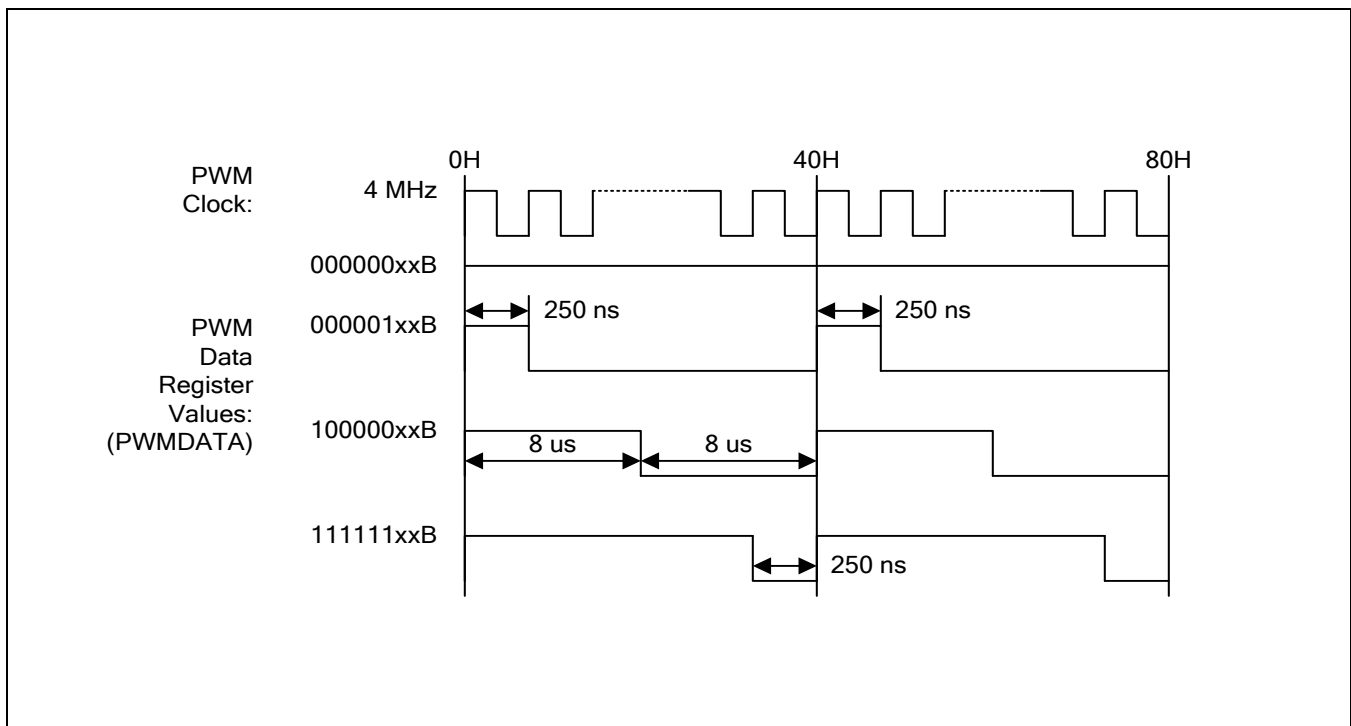 0H
40H
80H
PWM
Clock:
4 MHz
000000xxB
PWM
Data
Register
Values:
(PWMDATA)
000001xxB
250 ns
250 ns
100000xxB
8 us
8 us
111111xxB
250 ns